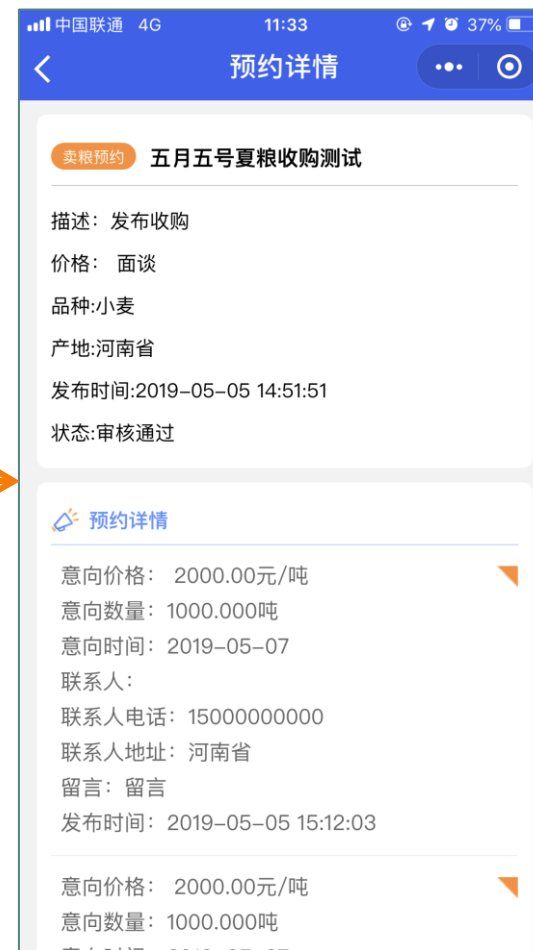 中国联通 4G 11:33 37%
预约详情
卖粮预约 五月五号夏粮收购测试
描述：发布收购
价格： 面谈
品种:小麦
产地:河南省
发布时间:2019-05-05 14:51:51
状态:审核通过
预约详情
意向价格： 2000.00元/吨
意向数量：1000.000吨
意向时间：2019-05-07
联系人：
联系人电话：15000000000
联系人地址：河南省
留言：留言
发布时间：2019-05-05 15:12:03
意向价格： 2000.00元/吨
意向数量：1000.000吨